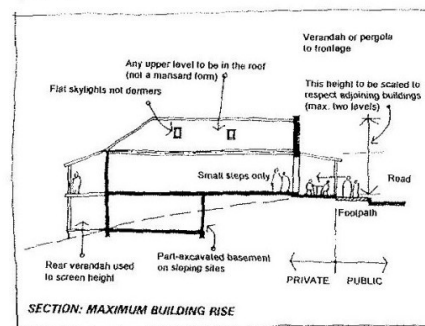 Verandah or pergola
to frontage
Any upper level to be in the roof
(not a mansard form)
Flat skylights not dormers
This height to be scaled to
respect adjoining buildings
(max. two levels)
Small steps only
Road
Footpath
Rear verandah used
to screen height
Part-excavated basement
on sloping sites
PRIVATE
PUBLIC
SECTION: MAXIMUM BUILDING RISE